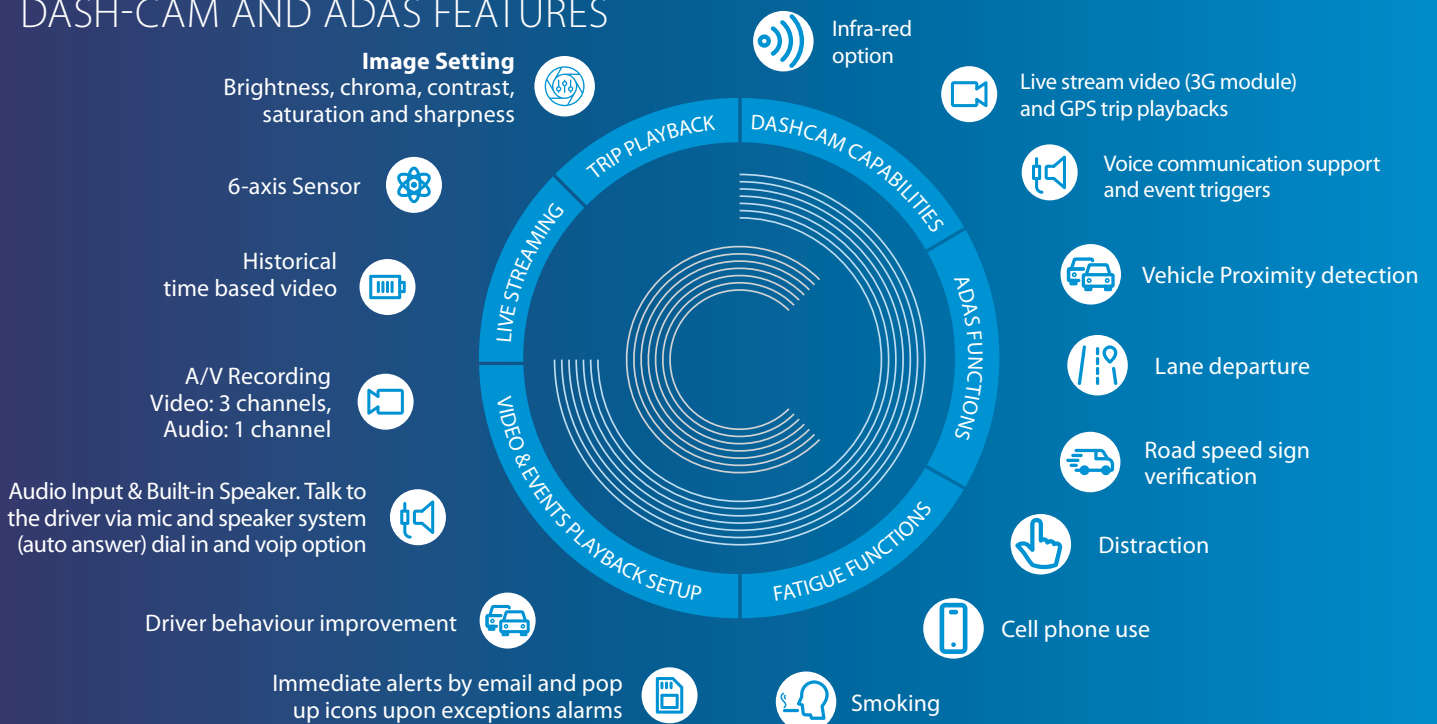 DASH-CAM AND ADAS FEATURES
Infra-red
option
Image Setting
Brightness, chroma, contrast,
saturation and sharpness
Live stream video (3G module)
and GPS trip playbacks
6-axis Sensor
Voice communication support
and event triggers
Historical
time based video
Vehicle Proximity detection
A/V Recording
Video: 3 channels,
Audio: 1 channel
Lane departure
Road speed sign
verification
Audio Input & Built-in Speaker. Talk to
the driver via mic and speaker system
(auto answer) dial in and voip option
Distraction
Driver behaviour improvement
Cell phone use
Immediate alerts by email and pop
up icons upon exceptions alarms
Smoking
TRIP PLAYBACK
DASHCAM CAPABILITIES
ADAS FUNCTIONS
FATIGUE FUNCTIONS
VIDEO & EVENTS PLAYBACK SETUP
LIVE STREAMING